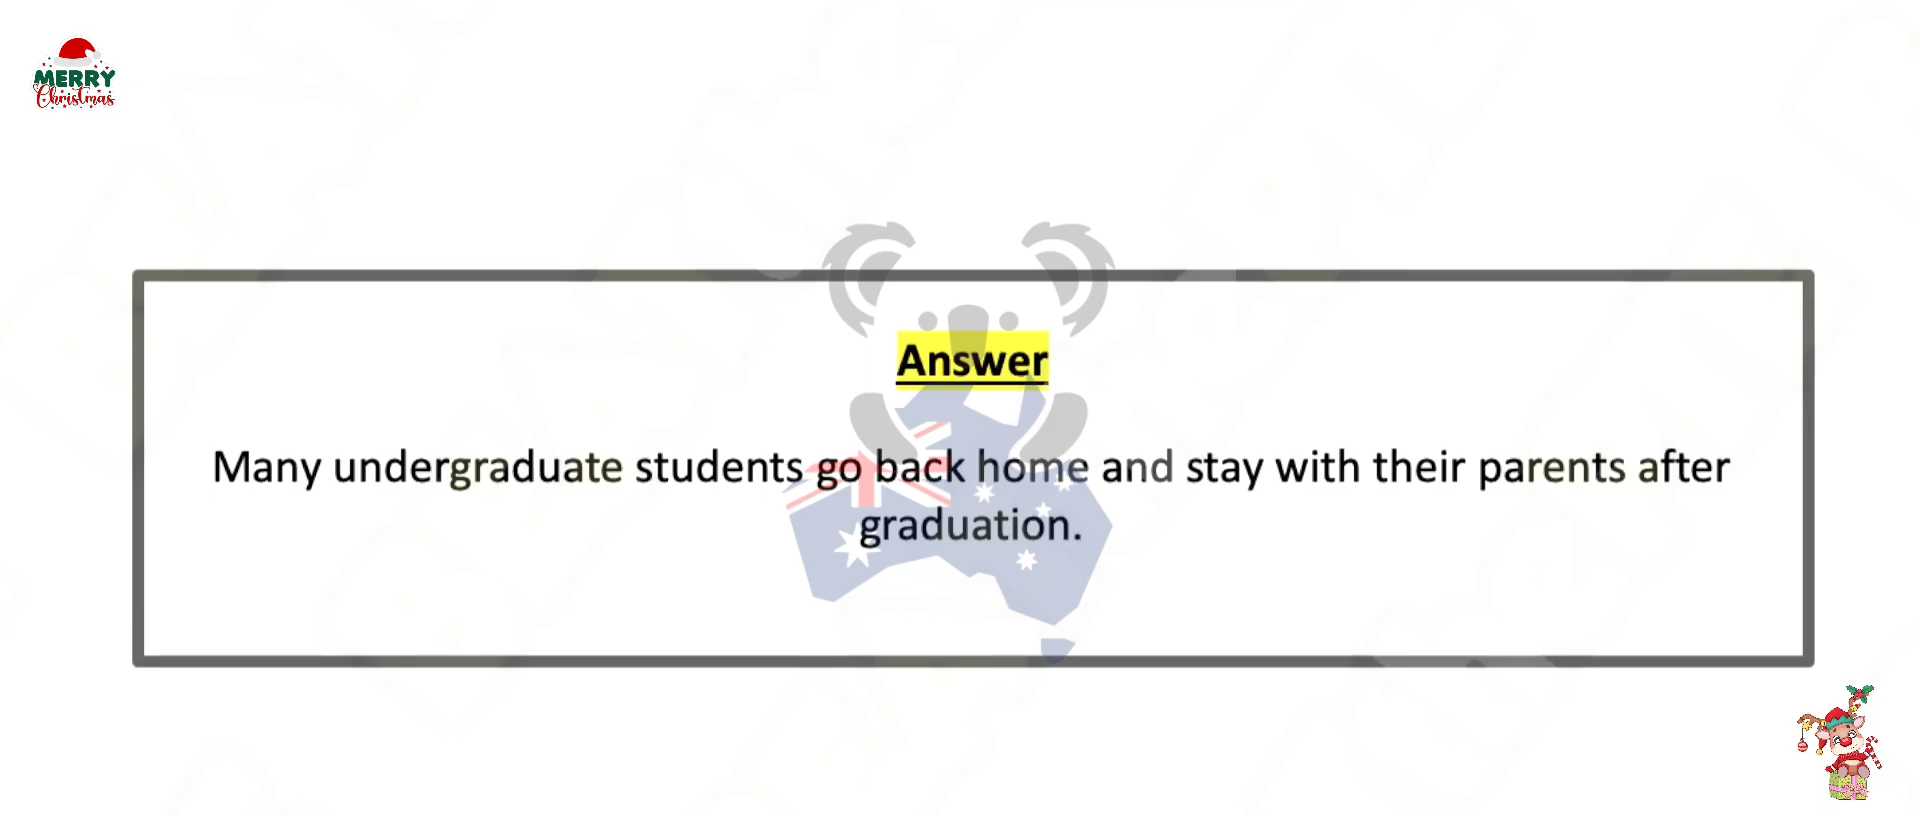 MERRY
Christmas
Answer
Many undergraduate students go back home and stay with their parents after
graduation.